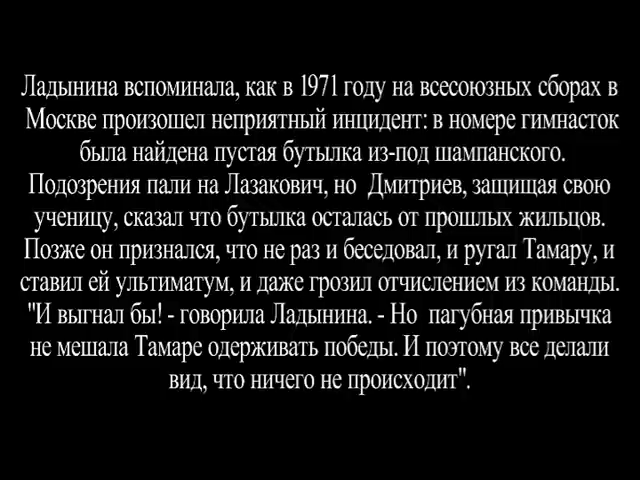 Ладынина вспоминала, как в 1971 году на всесоюзных сборах в
Москве произошел неприятный инцидент: в номере гимнасток
была найдена пустая бутылка из-под шампанского.
Подозрения пали на Лазакович, но Дмитриев, защищая свою
ученицу, сказал что бутылка осталась от прошлых жильцов.
Позже он признался, что не раз и беседовал, и ругал Тамару, и
ставил ей ультиматум, и даже грозил отчислением из команды.
"И выгнал бы! - говорила Ладынина. - Но пагубная привычка
не мешала Тамаре одерживать победы. И поэтому все делали
вид, что ничего не происходит".